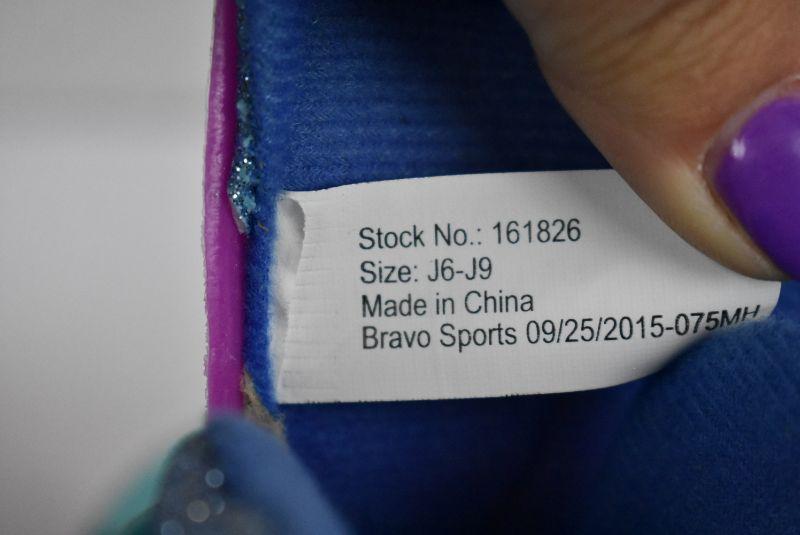 Stock No.: 161826
Size: J6-J9
Made in China
Bravo Sports 09/25/2015-075MH